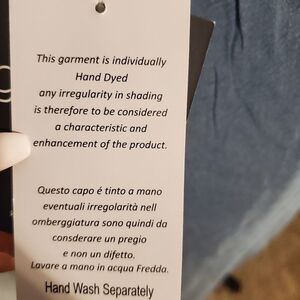 This garment is individually
Hand Dyed
any irregularity in shading
is therefore to be considered
a characteristic and
enhancement of the product.
Questo capo é tinto a mano
eventuali irregolarità nell
omberggiatura sono quindi da
considerare un pregio
e non un difetto.
Lavare a mano in acqua Fredda.
Hand Wash Separately